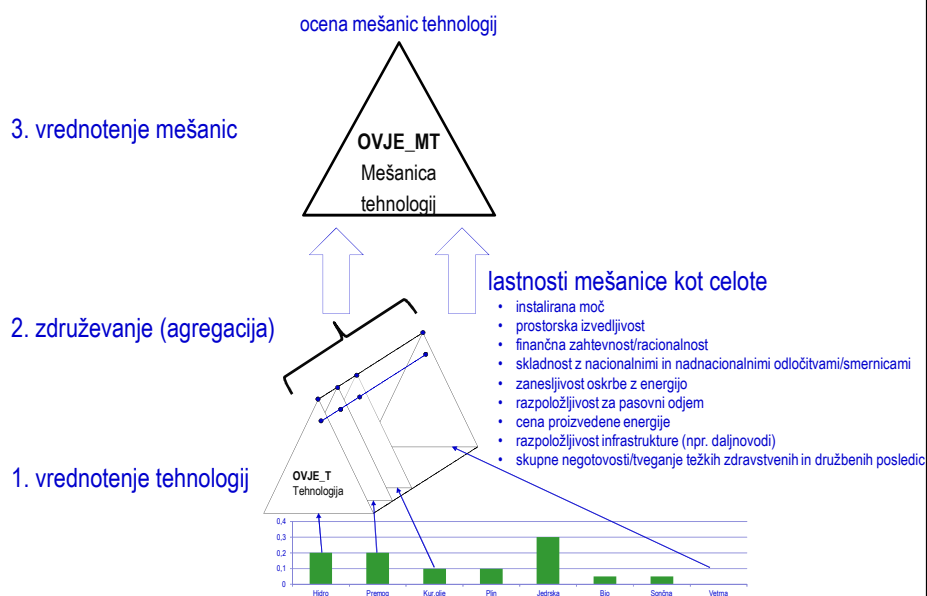 ocena mešanic tehnologij
3. vrednotenje mešanic
OVJE_MT
Mešanica
tehnologij
lastnosti mešanice kot celote
• instalirana moč
• prostorska izvedljivost
2. združevanje (agregacija)
• finančna zahtevnost/racionalnost
• skladnost z nacionalnimi in nadnacionalnimi odločitvami/smernicami
• zanesljivost oskrbe z energijo
• razpoložljivost za pasovni odjem
• cena proizvedene energije
• razpoložljivost infrastrukture (npr. daljnovodi)
• skupne negotovosti/tveganje težkih zdravstvenih in družbenih posledic
1. vrednotenje tehnologij
OVJE_T
Tehnologija
0,4
0,3
0,2
0,1
0
Hidro Premog Kur.olje Plin Jedrska Bio Sončna Vetrna